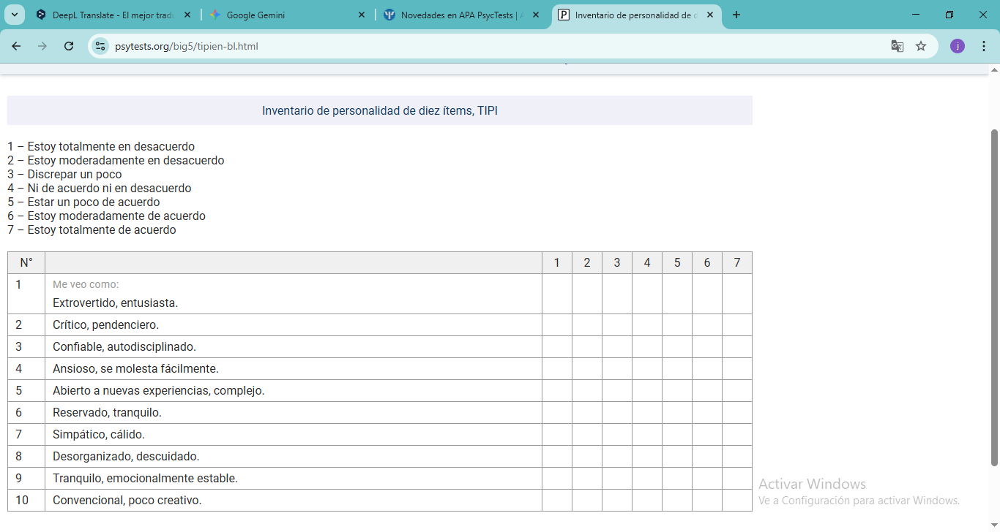 DeepL Translate - El mejor trad
Google Gemini
Novedades en APA PsycTests |
Inventario de personalidad de
psytests.org/big5/tipien-bl.html
j
Inventario de personalidad de diez ítems, TIPI
1 – Estoy totalmente en desacuerdo
2 – Estoy moderadamente en desacuerdo
3 – Discrepar un poco
4 – Ni de acuerdo ni en desacuerdo
5 – Estar un poco de acuerdo
6 – Estoy moderadamente de acuerdo
7 – Estoy totalmente de acuerdo
N° 1 2 3 4 5 6 7
1 Me veo como:
Extrovertido, entusiasta.
2 Crítico, pendenciero.
3 Confiable, autodisciplinado.
4 Ansioso, se molesta fácilmente.
5 Abierto a nuevas experiencias, complejo.
6 Reservado, tranquilo.
7 Simpático, cálido.
8 Desorganizado, descuidado.
9 Tranquilo, emocionalmente estable.
10 Convencional, poco creativo.
Activar Windows
Ve a Configuración para activar Windows.